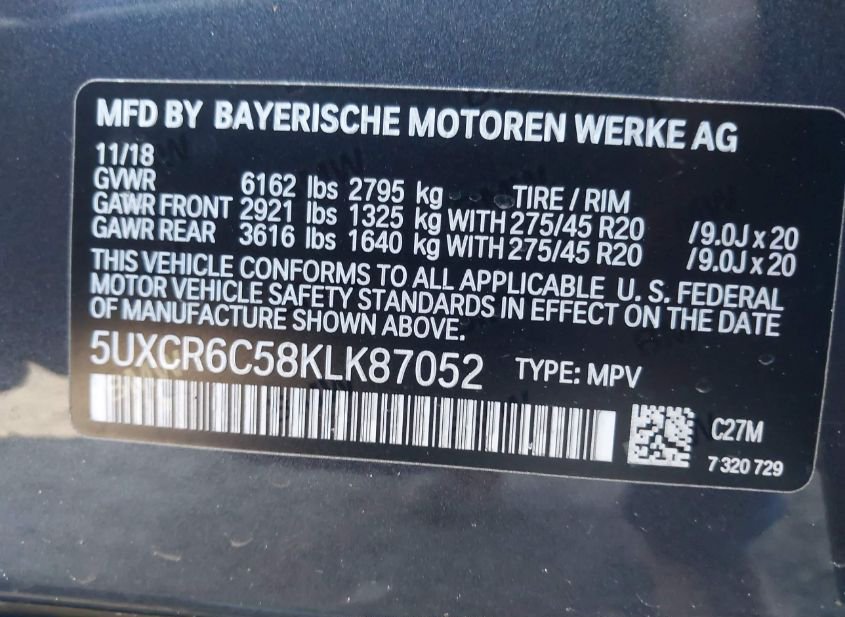 MFD BY BAYERISCHE MOTOREN WERKE AG
11/18
GVWR 6162 lbs 2795 kg TIRE / RIM
GAWR FRONT 2921 lbs 1325 kg WITH 275/45 R20 /9.0J x 20
GAWR REAR 3616 lbs 1640 kg WITH 275/45 R20 /9.0J x 20
THIS VEHICLE CONFORMS TO ALL APPLICABLE U. S. FEDERAL
MOTOR VEHICLE SAFETY STANDARDS IN EFFECT ON THE DATE
OF MANUFACTURE SHOWN ABOVE.
5UXCR6C58KLK87052 TYPE: MPV
C27M
7 320 729